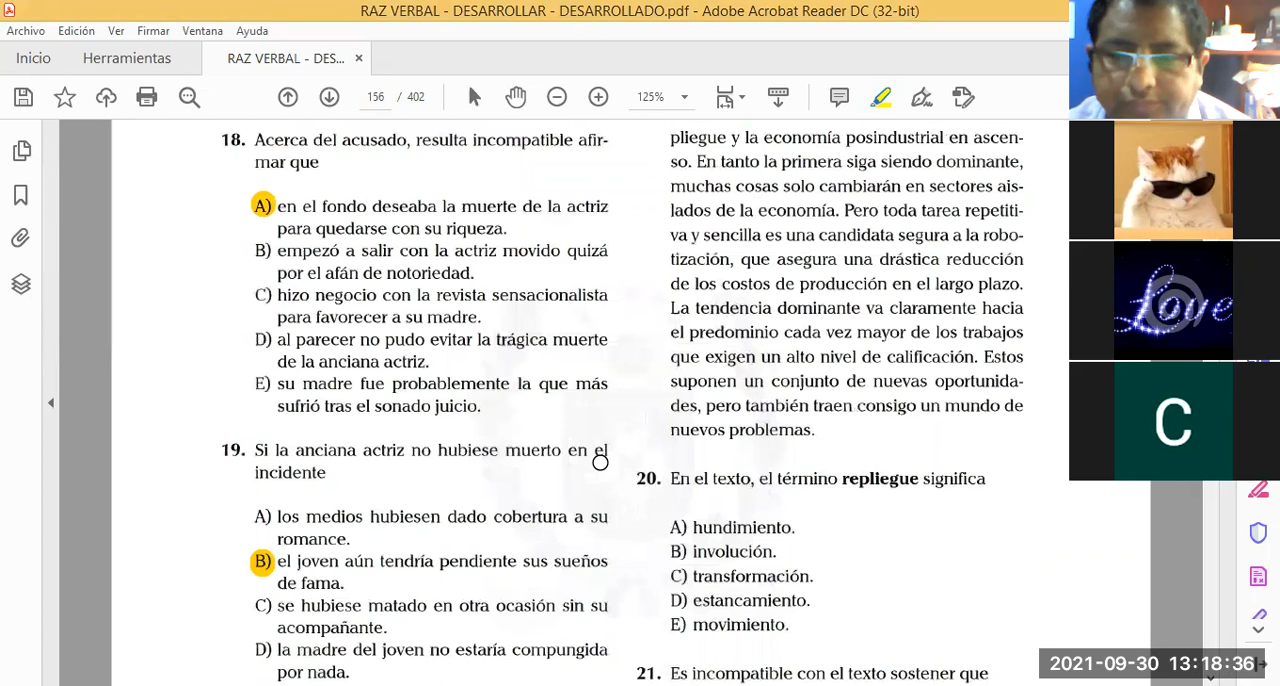 RAZ VERBAL - DESARROLLAR - DESARROLLADO.pdf - Adobe Acrobat Reader DC (32-bit)
Archivo Edición Ver Firmar Ventana Ayuda
Inicio Herramientas RAZ VERBAL - DES... ×
156 / 402 125%
18. Acerca del acusado, resulta incompatible afir-
mar que
A) en el fondo deseaba la muerte de la actriz
para quedarse con su riqueza.
B) empezó a salir con la actriz movido quizá
por el afán de notoriedad.
C) hizo negocio con la revista sensacionalista
para favorecer a su madre.
D) al parecer no pudo evitar la trágica muerte
de la anciana actriz.
E) su madre fue probablemente la que más
sufrió tras el sonado juicio.
19. Si la anciana actriz no hubiese muerto en el
incidente
A) los medios hubiesen dado cobertura a su
romance.
B) el joven aún tendría pendiente sus sueños
de fama.
C) se hubiese matado en otra ocasión sin su
acompañante.
D) la madre del joven no estaría compungida
por nada.
pliegue y la economía posindustrial en ascen-
so. En tanto la primera siga siendo dominante,
muchas cosas solo cambiarán en sectores ais-
lados de la economía. Pero toda tarea repetiti-
va y sencilla es una candidata segura a la robo-
tización, que asegura una drástica reducción
de los costos de producción en el largo plazo.
La tendencia dominante va claramente hacia
el predominio cada vez mayor de los trabajos
que exigen un alto nivel de calificación. Estos
suponen un conjunto de nuevas oportunida-
des, pero también traen consigo un mundo de
nuevos problemas.
20. En el texto, el término repliegue significa
A) hundimiento.
B) involución.
C) transformación.
D) estancamiento.
E) movimiento.
21. Es incompatible con el texto sostener que
Love
C
2021-09-30 13:18:36